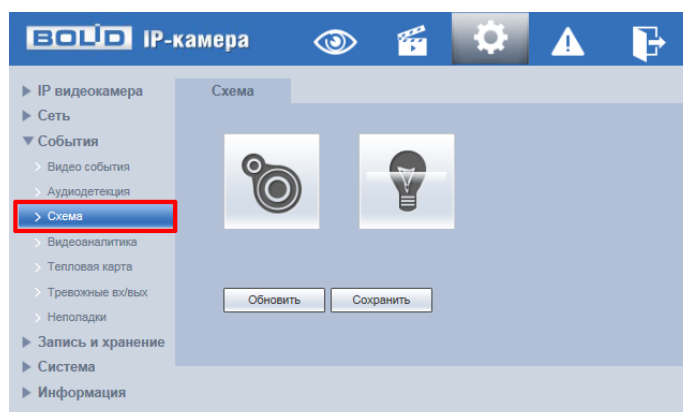 BOLID IP-камера
IP видеокамера
Схема
Сеть
События
Видео события
Аудиодетекция
Схема
Видеоаналитика
Тепловая карта
Тревожные вх/вых
Неполадки
Обновить
Сохранить
Запись и хранение
Система
Информация